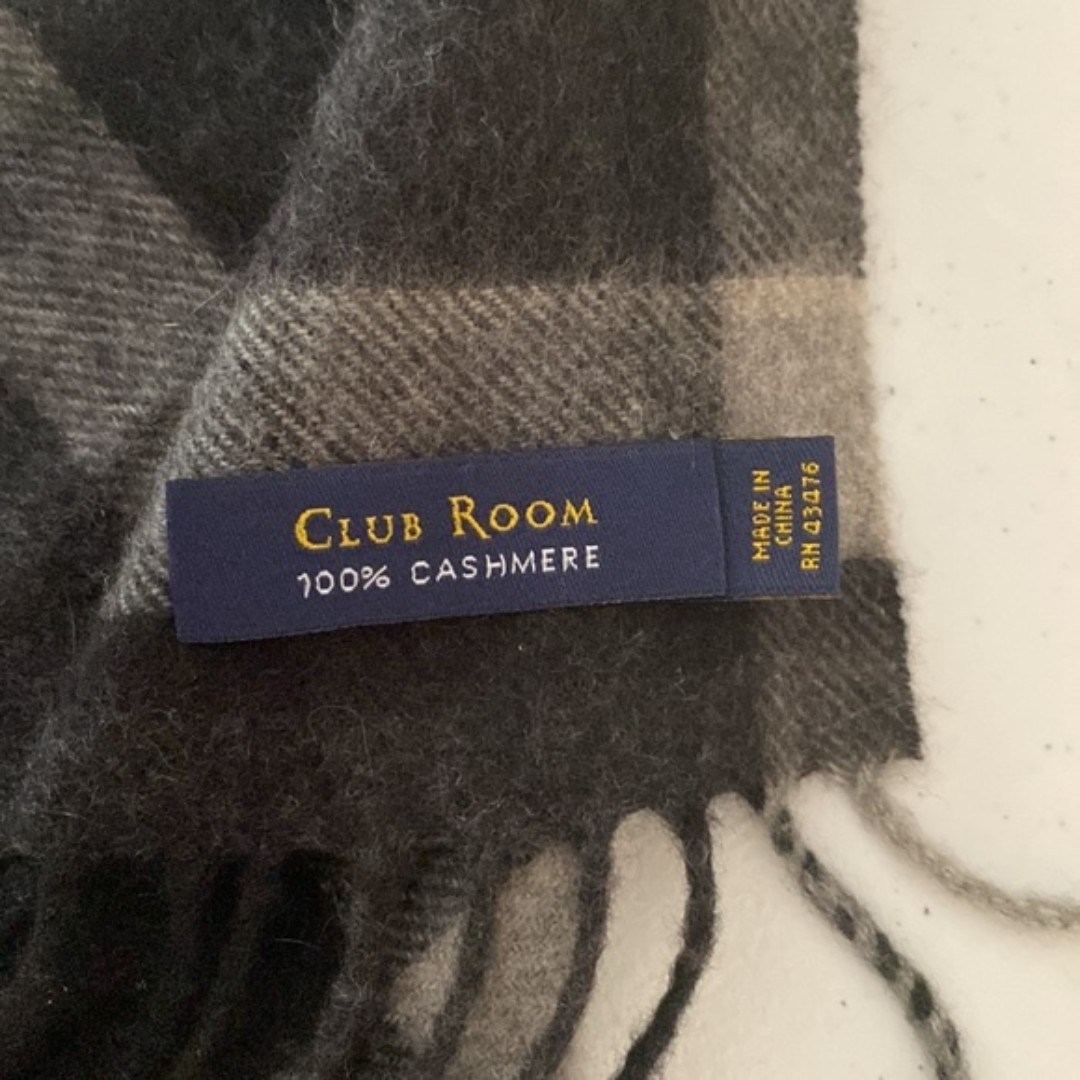 CLUB ROOM
100% CASHMERE
MADE IN
CHINA
RN 43476